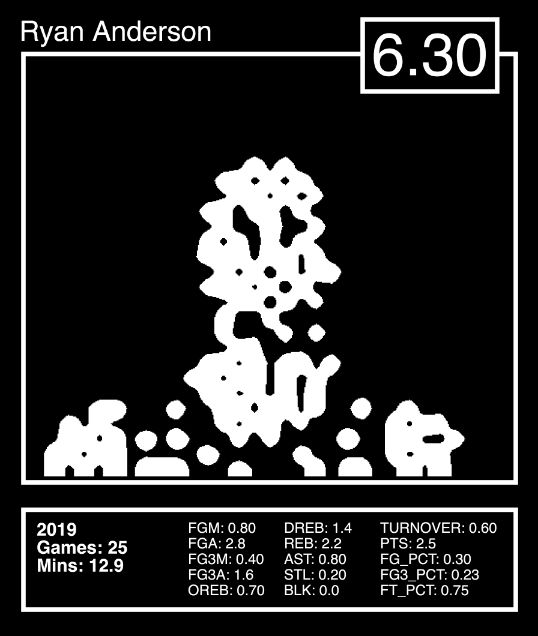 Ryan Anderson
6.30
2019
Games: 25
Mins: 12.9
FGM: 0.80
FGA: 2.8
FG3M: 0.40
FG3A: 1.6
OREB: 0.70
DREB: 1.4
REB: 2.2
AST: 0.80
STL: 0.20
BLK: 0.0
TURNOVER: 0.60
PTS: 2.5
FG_PCT: 0.30
FG3_PCT: 0.23
FT_PCT: 0.75